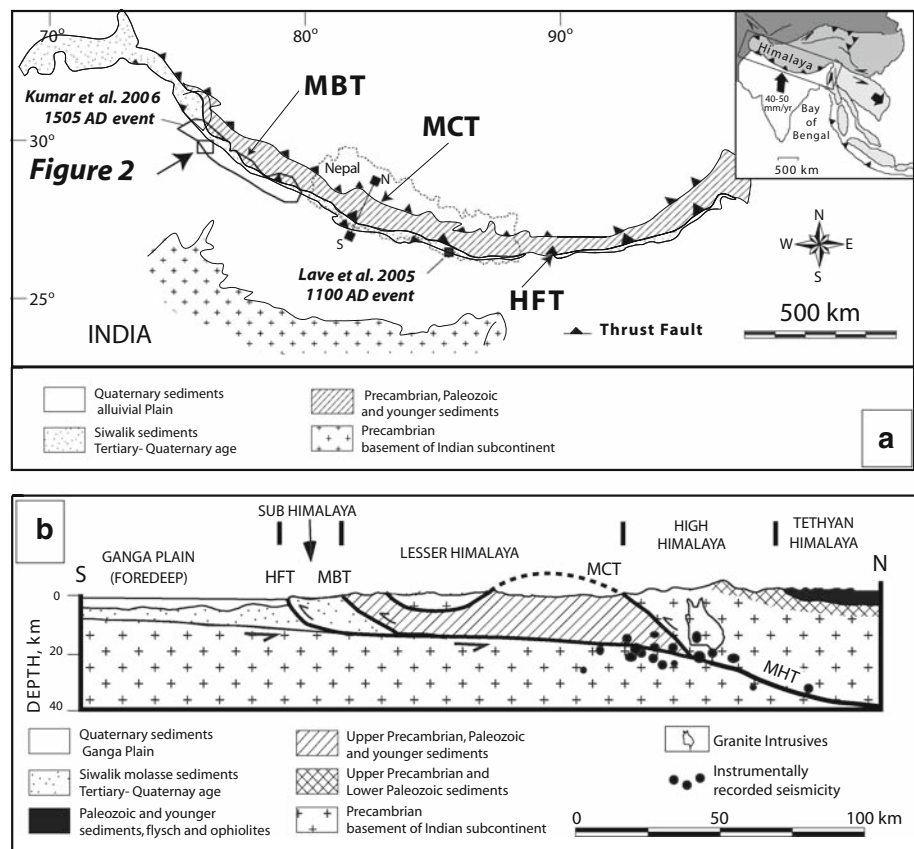 70°
80°
90°
Kumar et al. 2006
1505 AD event
MBT
MCT
30°
Figure 2
Nepal
N
S
Lave et al. 2005
1100 AD event
HFT
25°
INDIA
Thrust Fault
Himalaya
40-50
mm/yr
Bay
of
Bengal
500 km
N
W E
S
500 km
Quaternary sediments
alluivial Plain
Precambrian, Paleozoic
and younger sediments
Siwalik sediments
Tertiary- Quaternary age
Precambrian
basement of Indian subcontinent
a
b
SUB HIMALAYA
GANGA PLAIN
(FOREDEEP)
LESSER HIMALAYA
HIGH
HIMALAYA
TETHYAN
HIMALAYA
S
HFT
MBT
MCT
N
0
20
40
DEPTH, km
MHT
Quaternary sediments
Ganga Plain
Upper Precambrian, Paleozoic
and younger sediments
Granite Intrusives
Siwalik molasse sediments
Tertiary-Quaternay age
Upper Precambrian and
Lower Paleozoic sediments
Instrumentally
recorded seismicity
Paleozoic and younger
sediments, flysch and ophiolites
Precambrian
basement of Indian subcontinent
0 50 100 km